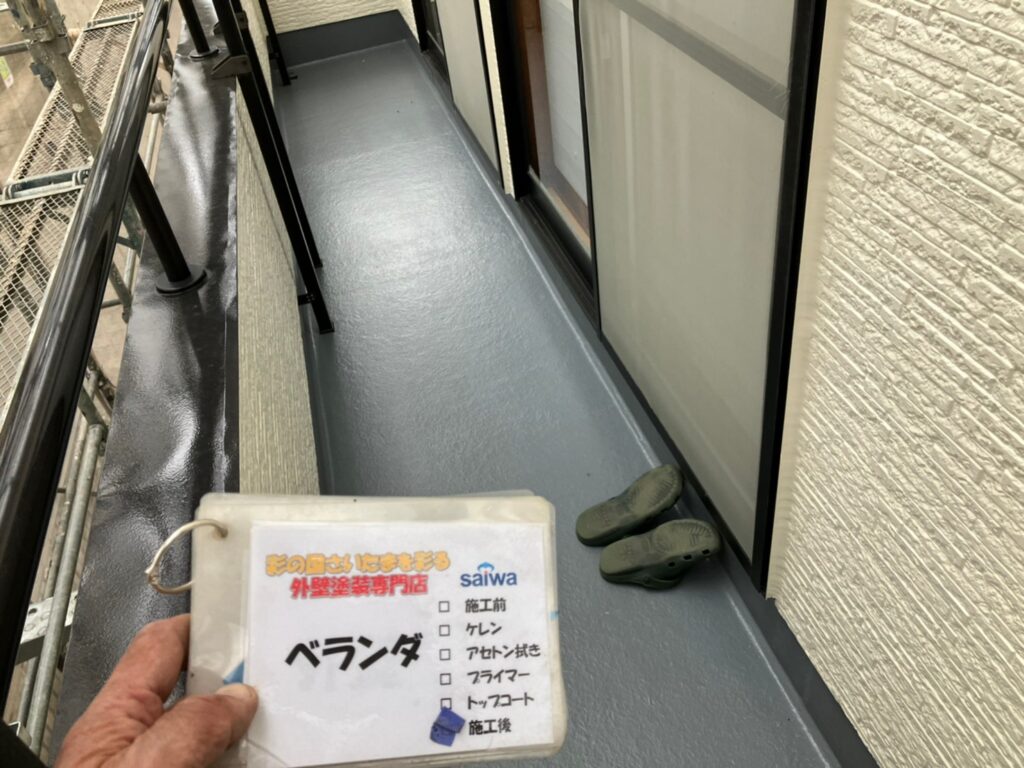 彩の国さいたまを彩る
外壁塗装専門店
saiwa
ベランダ
□ 施工前
□ ケレン
□ アセトン拭き
□ プライマー
□ トップコート
施工後